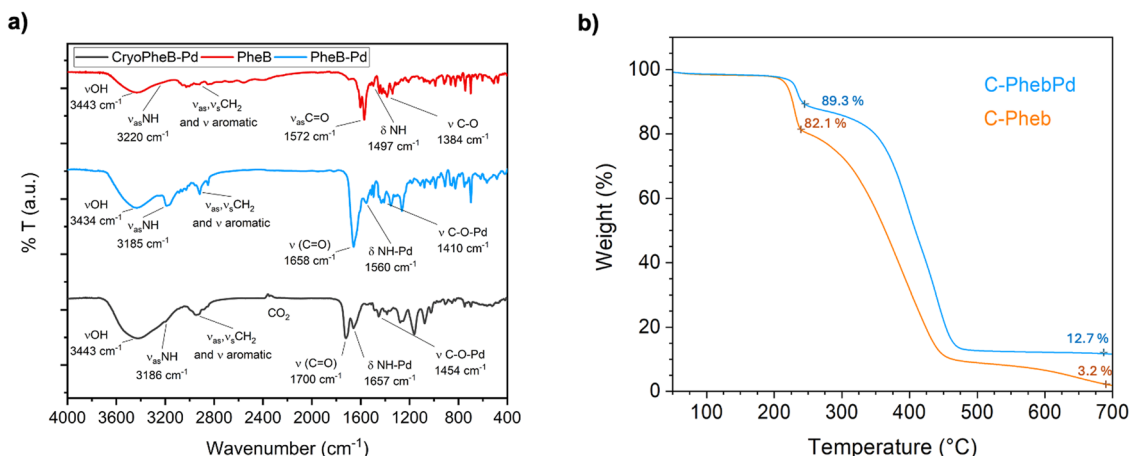 a)
CryoPheB-Pd PheB PheB-Pd
νOH
3443 cm⁻¹
νasNH
3220 cm⁻¹
νas,νsCH₂
and ν aromatic
νasC=O
1572 cm⁻¹
δ NH
1497 cm⁻¹
ν C-O
1384 cm⁻¹
νOH
3434 cm⁻¹
νasNH
3185 cm⁻¹
νas,νsCH₂
and ν aromatic
ν (C=O)
1658 cm⁻¹
δ NH-Pd
1560 cm⁻¹
ν C-O-Pd
1410 cm⁻¹
νOH
3443 cm⁻¹
νasNH
3186 cm⁻¹
νas,νsCH₂
and ν aromatic
CO₂
ν (C=O)
1700 cm⁻¹
δ NH-Pd
1657 cm⁻¹
ν C-O-Pd
1454 cm⁻¹
% T (a.u.)
4000 3400 2800 2200 1600 1200 800 400
Wavenumber (cm⁻¹)
b)
100
80
60
40
20
0
Weight (%)
C-PhebPd
C-Pheb
89.3 %
82.1 %
12.7 %
3.2 %
100 200 300 400 500 600 700
Temperature (°C)